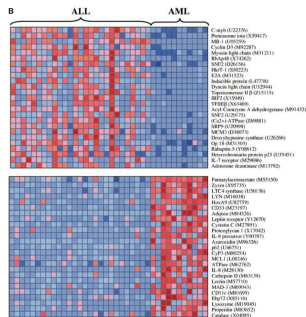 B
ALL AML
C-myb (U22376)
Proteasome iota (X59417)
MB-1 (U05259)
Cyclin D3 (M92287)
Myosin light chain (M31211)
RbAp48 (X74262)
SNF2 (D26156)
HkrT-1 (S50223)
E2A (M31523)
Inducible protein (L47738)
Dynein light chain (U32944)
Topoisomerase II β (Z15115)
IRF2 (X15949)
TFIIEβ (X63469)
Acyl-Coenzyme A dehydrogenase (M91432)
SNF2 (U29175)
(Ca2+)-ATPase (Z69881)
SRP9 (U20998)
MCM3 (D38073)
Deoxyhypusine synthase (U26266)
Op 18 (M31303)
Rabaptin-5 (Y08612)
Heterochromatin protein p25 (U35451)
IL-7 receptor (M29696)
Adenosine deaminase (M13792)
Fumarylacetoacetate (M55150)
Zyxin (X95735)
LTC4 synthase (U50136)
LYN (M16038)
HoxA9 (U82759)
CD33 (M23197)
Adipsin (M84526)
Leptin receptor (Y12670)
Cystatin C (M27891)
Proteoglycan 1 (X17042)
IL-8 precursor (Y00787)
Azurocidin (M96326)
p62 (U46751)
CyP3 (M80254)
MCL1 (L08246)
ATPase (M62762)
IL-8 (M28130)
Cathepsin D (M63138)
Lectin (M57710)
MAD-3 (M69043)
CD11c (M81695)
Ebp72 (X85116)
Lysozyme (M19045)
Properdin (M83652)
Catalase (X04085)